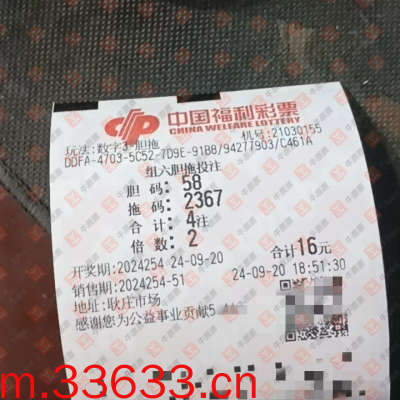 中国福利彩票
CHINA WELFARE LOTTERY
玩法:数字3-胆拖
机号:21030155
DDFA-4703-5C52-7D9E-91B8/94277903/C461A
组六胆拖投注
胆 码: 58
拖 码: 2367
合 计: 4注
倍 数: 2
合计16元
开奖期:2024254 24-09-20
销售期:2024254-51
24-09-20 18:51:30
地址:耿庄市场
感谢您为公益事业贡献5.
m.33633.cn